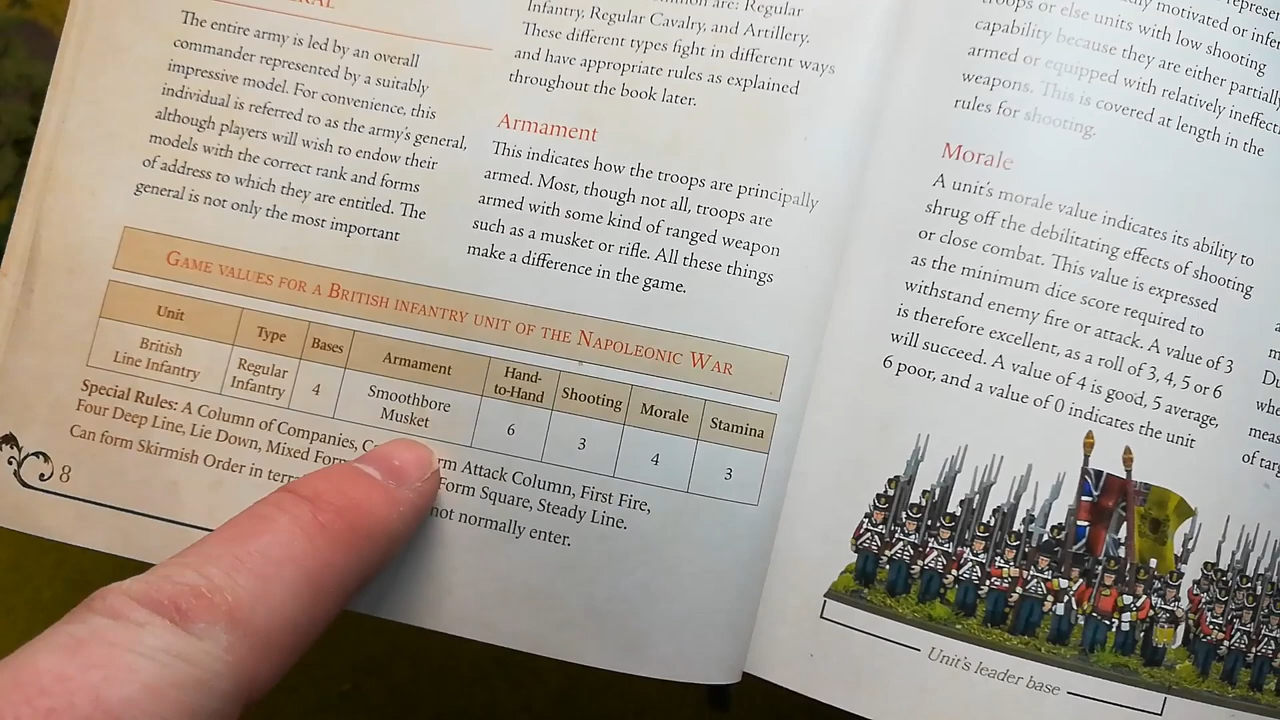 The entire army is led by an overall
commander represented by a suitably
impressive model. For convenience, this
individual is referred to as the army's general,
although players will wish to endow their
models with the correct rank and forms
of address to which they are entitled. The
general is not only the most important
are: Regular
Infantry, Regular Cavalry, and Artillery.
These different types fight in different ways
and have appropriate rules as explained
throughout the book later.
Armament
This indicates how the troops are principally
armed. Most, though not all, troops are
armed with some kind of ranged weapon
such as a musket or rifle. All these things
make a difference in the game.
Game values for a British infantry unit of the Napoleonic War
Unit Type Bases Armament Hand-to-Hand Shooting Morale Stamina
British Line Infantry Regular Infantry 4 Smoothbore Musket 6 3 4 3
Special Rules: A Column of Companies, Attack Column, First Fire,
Four Deep Line, Lie Down, Mixed Form Square, Steady Line.
Can form Skirmish Order in not normally enter.
8
motivated or
or else units with low shooting
capability because they are either partially
armed or equipped with relatively
weapons. This is covered at length in the
rules for shooting.
Morale
A unit's morale value indicates its ability to
shrug off the debilitating effects of shooting
or close combat. This value is expressed
as the minimum dice score required to
withstand enemy fire or attack. A value of 3
is therefore excellent, as a roll of 3, 4, 5 or 6
will succeed. A value of 4 is good, 5 average,
6 poor, and a value of 0 indicates the unit
Unit's leader base
of